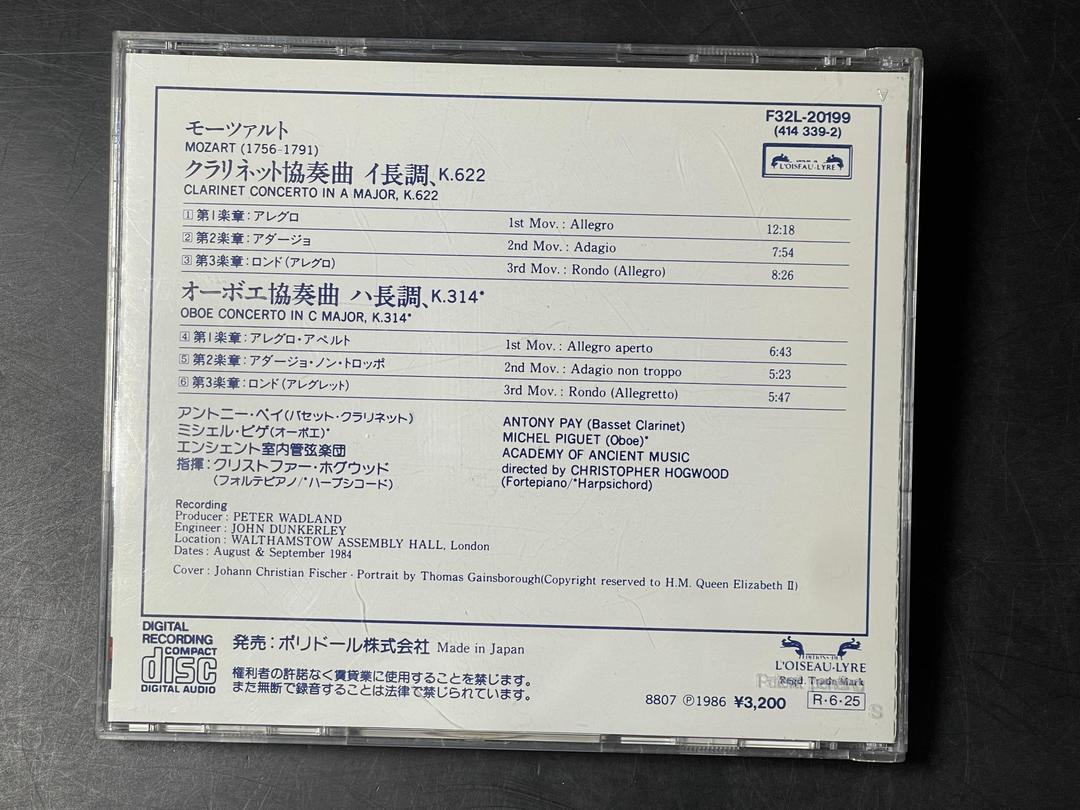 F32L-20199
(414 339-2)
L'OISEAU-LYRE
モーツァルト
MOZART (1756-1791)
クラリネット協奏曲 イ長調、K.622
CLARINET CONCERTO IN A MAJOR, K.622
1 第1楽章：アレグロ 1st Mov. : Allegro 12:18
2 第2楽章：アダージョ 2nd Mov. : Adagio 7:54
3 第3楽章：ロンド（アレグロ） 3rd Mov. : Rondo (Allegro) 8:26
オーボエ協奏曲 ハ長調、K.314*
OBOE CONCERTO IN C MAJOR, K.314*
4 第1楽章：アレグロ・アペルト 1st Mov. : Allegro aperto 6:43
5 第2楽章：アダージョ・ノン・トロッポ 2nd Mov. : Adagio non troppo 5:23
6 第3楽章：ロンド（アレグレット） 3rd Mov. : Rondo (Allegretto) 5:47
アントニー・ペイ（バセット・クラリネット） ANTONY PAY (Basset Clarinet)
ミシェル・ピゲ（オーボエ）* MICHEL PIGUET (Oboe)*
エンシェント室内管弦楽団 ACADEMY OF ANCIENT MUSIC
指揮：クリストファー・ホグウッド directed by CHRISTOPHER HOGWOOD
（フォルテピアノ/*ハープシコード） (Fortepiano/*Harpsichord)
Recording
Producer : PETER WADLAND
Engineer : JOHN DUNKERLEY
Location : WALTHAMSTOW ASSEMBLY HALL, London
Dates : August & September 1984
Cover : Johann Christian Fischer - Portrait by Thomas Gainsborough(Copyright reserved to H.M. Queen Elizabeth II)
DIGITAL
RECORDING
COMPACT
disc
DIGITAL AUDIO
発売：ポリドール株式会社 Made in Japan
権利者の許諾なく賃貸業に使用することを禁じます。
また無断で録音することは法律で禁じられています。
L'OISEAU-LYRE
Regd. Trade Mark
8807 Ⓟ1986 ¥3,200 R・6・25